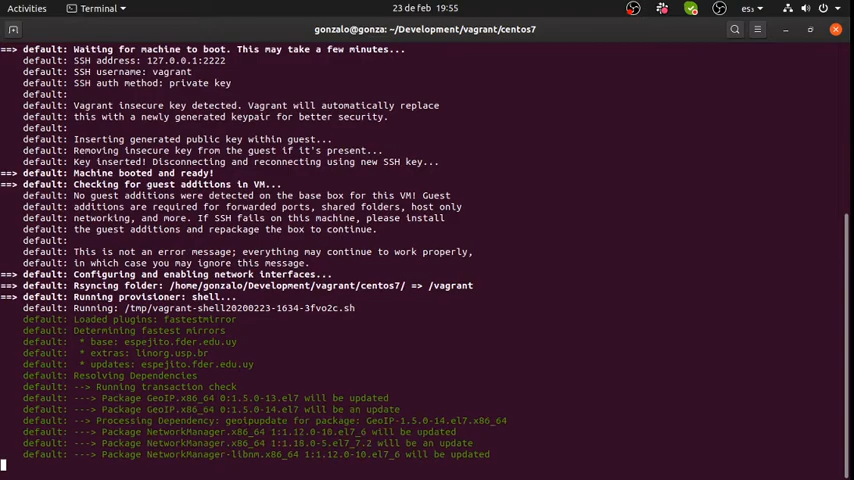 Activities
Terminal
23 de feb 19:55
es₃
gonzalo@gonza: ~/Development/vagrant/centos7
==> default: Waiting for machine to boot. This may take a few minutes...
default: SSH address: 127.0.0.1:2222
default: SSH username: vagrant
default: SSH auth method: private key
default:
default: Vagrant insecure key detected. Vagrant will automatically replace
default: this with a newly generated keypair for better security.
default:
default: Inserting generated public key within guest...
default: Removing insecure key from the guest if it's present...
default: Key inserted! Disconnecting and reconnecting using new SSH key...
==> default: Machine booted and ready!
==> default: Checking for guest additions in VM...
default: No guest additions were detected on the base box for this VM! Guest
default: additions are required for forwarded ports, shared folders, host only
default: networking, and more. If SSH fails on this machine, please install
default: the guest additions and repackage the box to continue.
default:
default: This is not an error message; everything may continue to work properly,
default: in which case you may ignore this message.
==> default: Configuring and enabling network interfaces...
==> default: Rsyncing folder: /home/gonzalo/Development/vagrant/centos7/ => /vagrant
==> default: Running provisioner: shell...
default: Running: /tmp/vagrant-shell20200223-1634-3fvo2c.sh
default: Loaded plugins: fastestmirror
default: Determining fastest mirrors
default:  * base: espejito.fder.edu.uy
default:  * extras: linorg.usp.br
default:  * updates: espejito.fder.edu.uy
default: Resolving Dependencies
default: --> Running transaction check
default: ---> Package GeoIP.x86_64 0:1.5.0-13.el7 will be updated
default: ---> Package GeoIP.x86_64 0:1.5.0-14.el7 will be an update
default: --> Processing Dependency: geoipupdate for package: GeoIP-1.5.0-14.el7.x86_64
default: ---> Package NetworkManager.x86_64 1:1.12.0-10.el7_6 will be updated
default: ---> Package NetworkManager.x86_64 1:1.18.0-5.el7_7.2 will be an update
default: ---> Package NetworkManager-libnm.x86_64 1:1.12.0-10.el7_6 will be updated